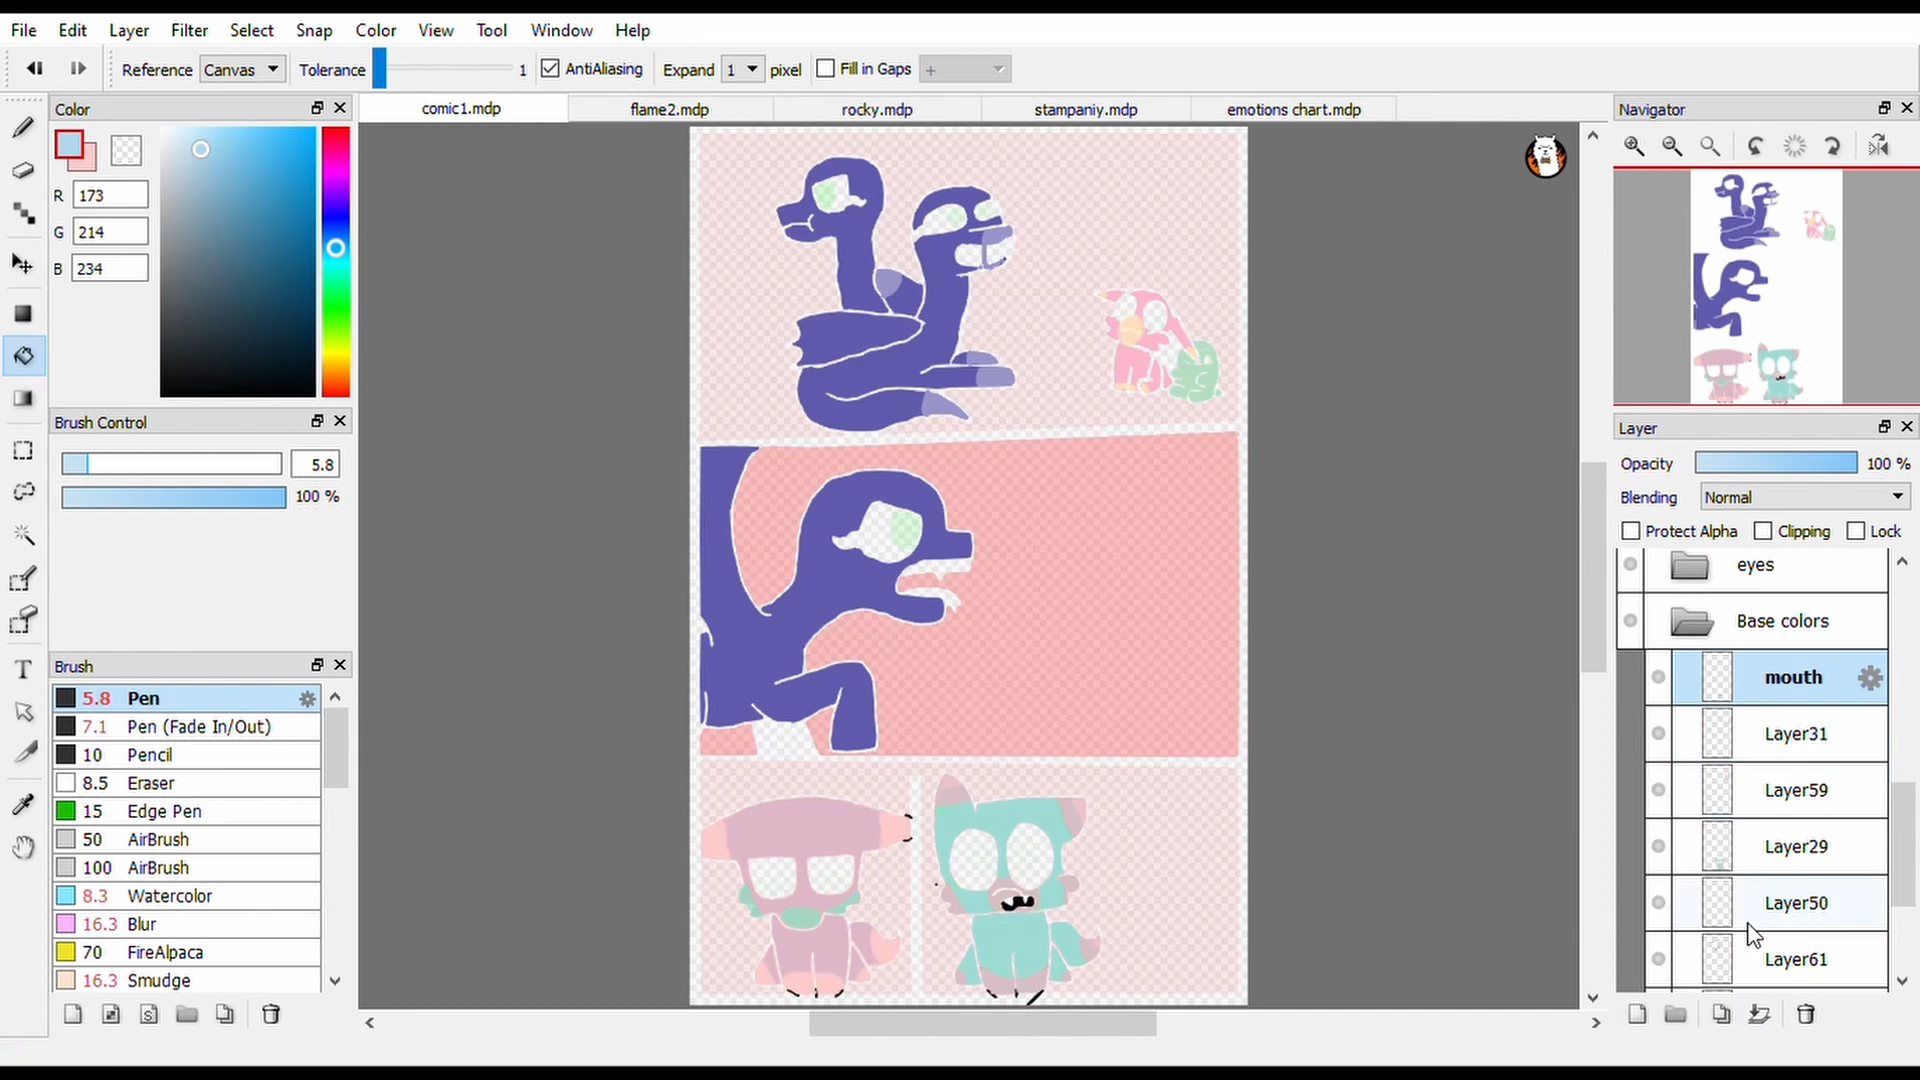 File Edit Layer Filter Select Snap Color View Tool Window Help
Reference Canvas Tolerance 1 AntiAliasing Expand 1 pixel Fill in Gaps +
Color
comic1.mdp flame2.mdp rocky.mdp stampaniy.mdp emotions chart.mdp
Navigator
R 173
G 214
B 234
Brush Control
5.8
100 %
Brush
5.8 Pen
7.1 Pen (Fade In/Out)
10 Pencil
8.5 Eraser
15 Edge Pen
50 AirBrush
100 AirBrush
8.3 Watercolor
16.3 Blur
70 FireAlpaca
16.3 Smudge
Layer
Opacity 100 %
Blending Normal
Protect Alpha Clipping Lock
eyes
Base colors
mouth
Layer31
Layer59
Layer29
Layer50
Layer61